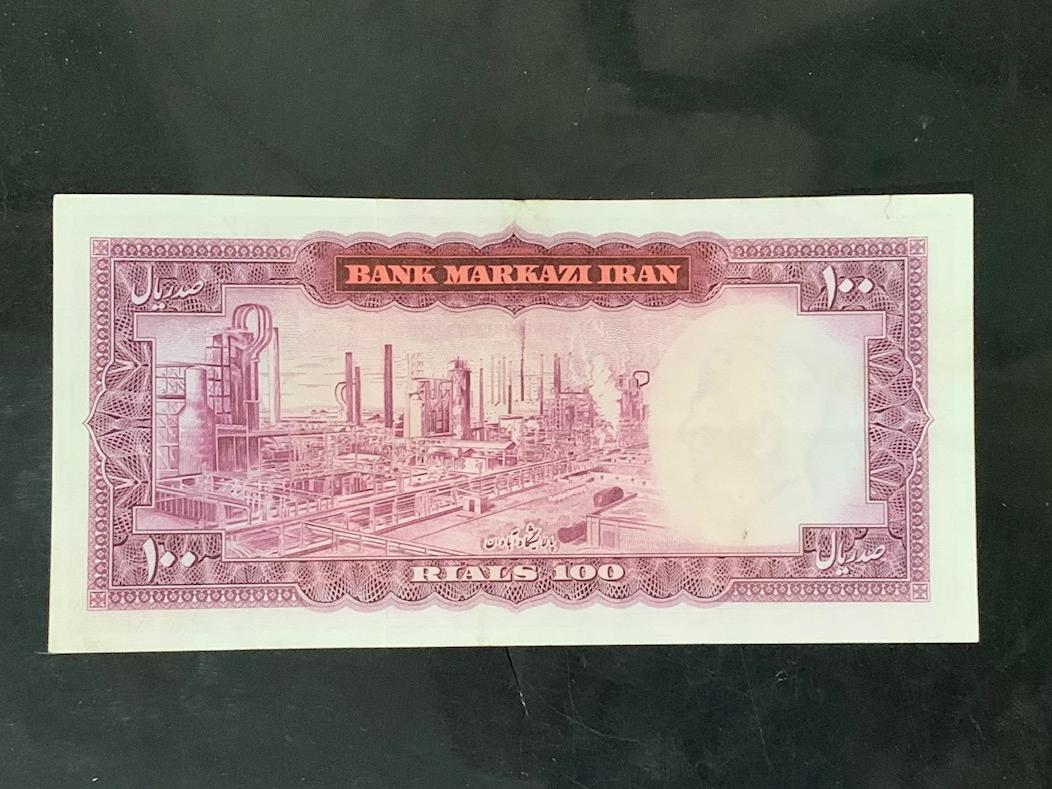 BANK MARKAZI IRAN
صد ریال
۱۰۰
پالایشگاه آبادان
۱۰۰
RIALS 100
صد ریال